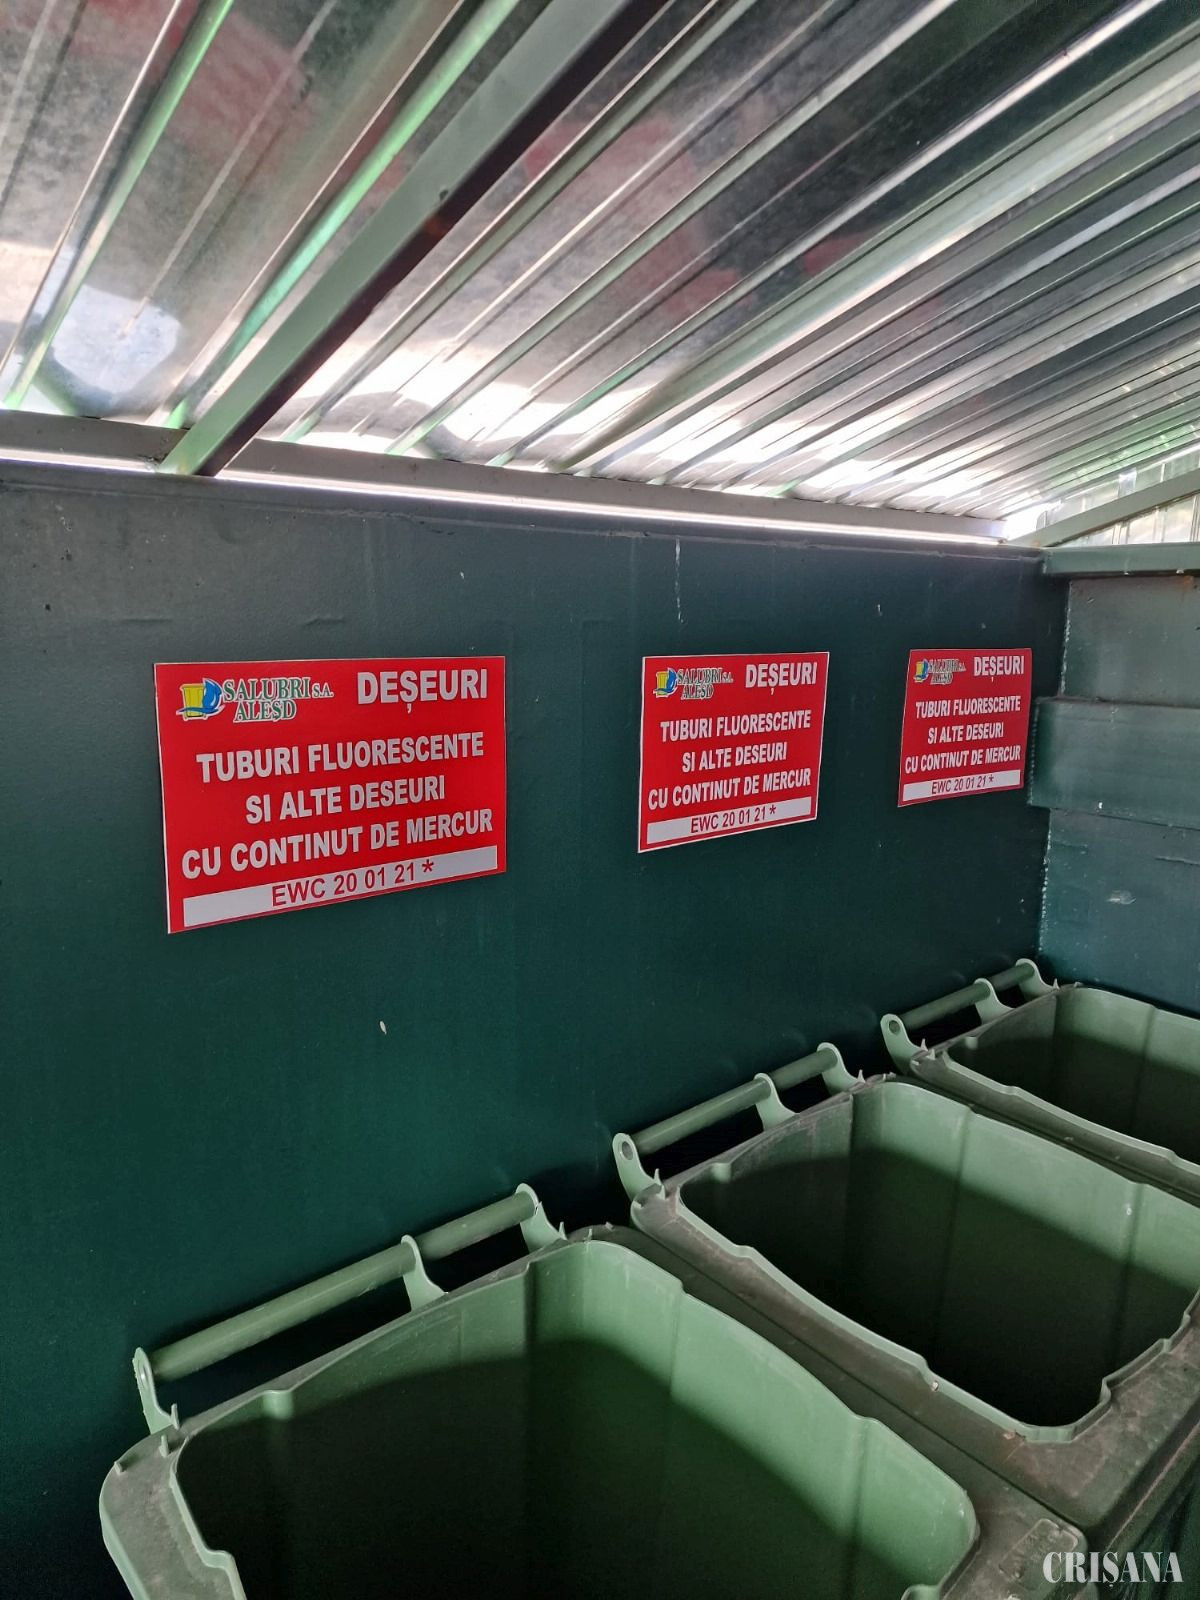 SALUBRI S.A.
ALEȘD
DEȘEURI
TUBURI FLUORESCENTE
SI ALTE DESEURI
CU CONTINUT DE MERCUR
EWC 20 01 21 *
SALUBRI S.A.
ALEȘD
DEȘEURI
TUBURI FLUORESCENTE
SI ALTE DESEURI
CU CONTINUT DE MERCUR
EWC 20 01 21 *
SALUBRI S.A.
ALEȘD
DEȘEURI
TUBURI FLUORESCENTE
SI ALTE DESEURI
CU CONTINUT DE MERCUR
EWC 20 01 21 *
CRIȘANA